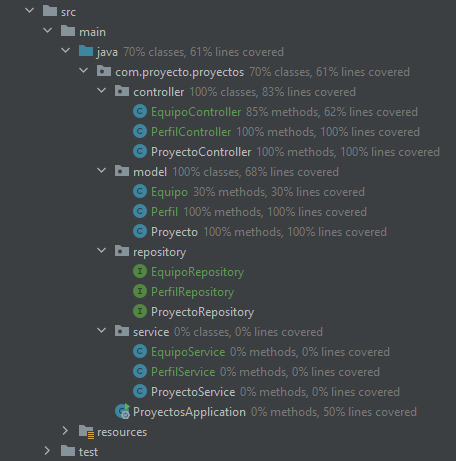 src
main
java 70% classes, 61% lines covered
com.proyecto.proyectos 70% classes, 61% lines covered
controller 100% classes, 83% lines covered
C EquipoController 85% methods, 62% lines covered
C PerfilController 100% methods, 100% lines covered
C ProyectoController 100% methods, 100% lines covered
model 100% classes, 68% lines covered
C Equipo 30% methods, 30% lines covered
C Perfil 100% methods, 100% lines covered
C Proyecto 100% methods, 100% lines covered
repository
I EquipoRepository
I PerfilRepository
I ProyectoRepository
service 0% classes, 0% lines covered
C EquipoService 0% methods, 0% lines covered
C PerfilService 0% methods, 0% lines covered
C ProyectoService 0% methods, 0% lines covered
ProyectosApplication 0% methods, 50% lines covered
resources
test